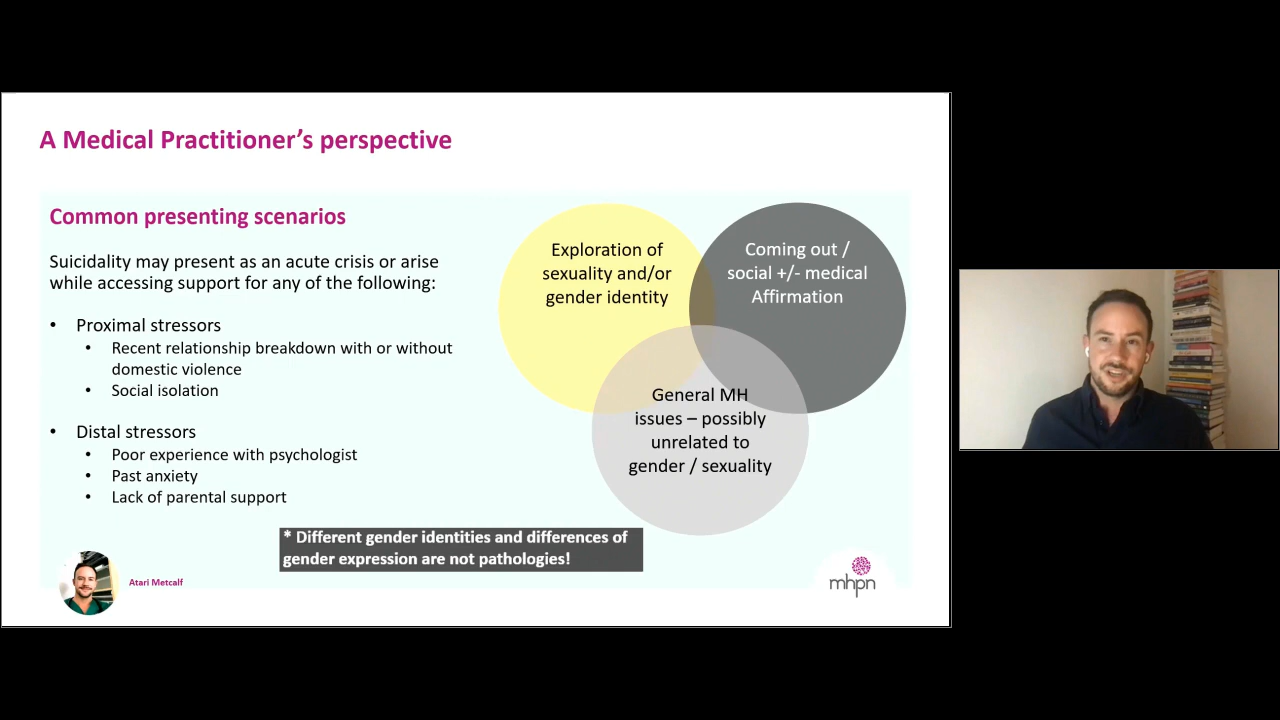 A Medical Practitioner's perspective
Common presenting scenarios
Suicidality may present as an acute crisis or arise
while accessing support for any of the following:
• Proximal stressors
• Recent relationship breakdown with or without
domestic violence
• Social isolation
• Distal stressors
• Poor experience with psychologist
• Past anxiety
• Lack of parental support
Exploration of
sexuality and/or
gender identity
Coming out /
social +/- medical
Affirmation
General MH
issues – possibly
unrelated to
gender / sexuality
* Different gender identities and differences of
gender expression are not pathologies!
Atari Metcalf
mhpn